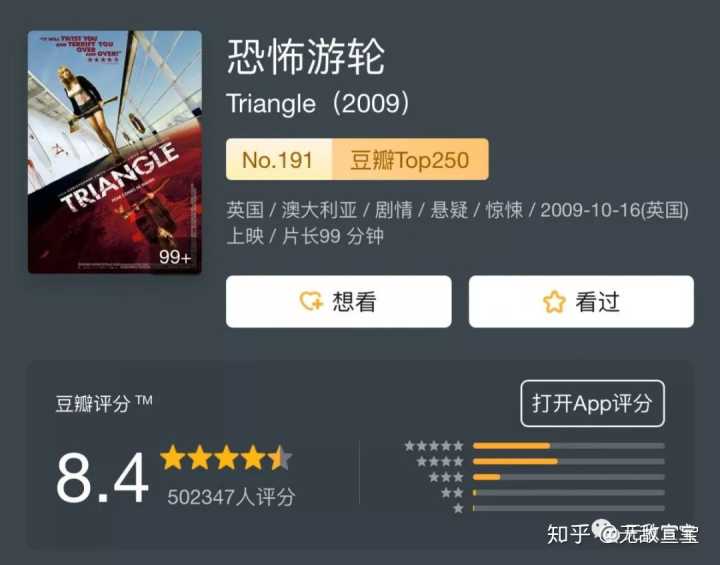 "IT WILL TWIST YOU
AND TERRIFY YOU
OVER
AND OVER!"
★★★★★
TRIANGLE
99+
恐怖游轮
Triangle（2009）
No.191 豆瓣Top250
英国 / 澳大利亚 / 剧情 / 悬疑 / 惊悚 / 2009-10-16(英国)
上映 / 片长99 分钟
想看
看过
豆瓣评分™
打开App评分
8.4
502347人评分
知乎 @无敌宣宝